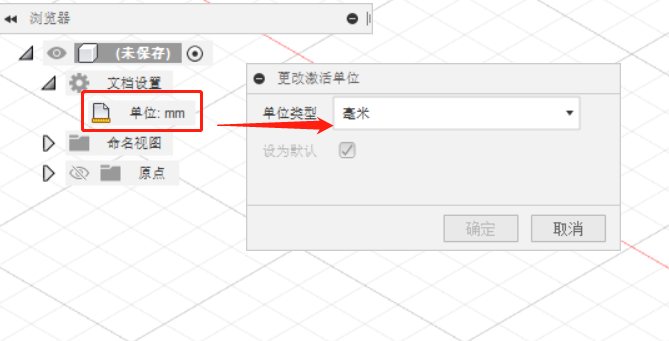 浏览器
(未保存)
文档设置
单位: mm
命名视图
原点
更改激活单位
单位类型 毫米
设为默认
确定 取消